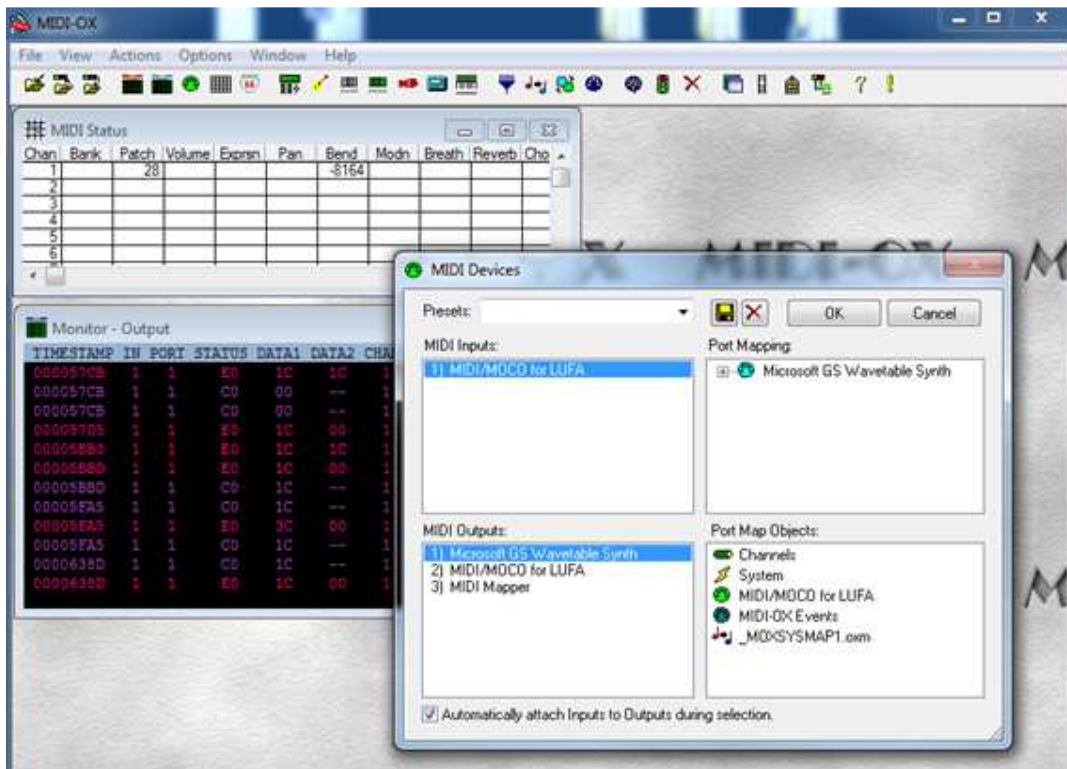 MIDI-OX
File View Actions Options Window Help
MIDI Status
Chan Bank Patch Volume Exprsn Pan Bend Modn Breath Reverb Cho
1 28 -8164
2
3
4
5
6
MIDI-OX
Monitor - Output
TIMESTAMP IN PORT STATUS DATA1 DATA2 CHA
000057CB 1 1 E0 1C 1C 1
000057CB 1 1 C0 00 -- 1
000057CB 1 1 C0 00 -- 1
1 1 E0 1C 00 1
1 1 E0 1C 1C 1
00005BBD 1 1 E0 1C 00 1
00005BBD 1 1 C0 1C -- 1
00005FA5 1 1 C0 1C -- 1
00005FA5 1 1 E0 3C 00 1
00005FA5 1 1 C0 1C -- 1
0000638D 1 1 C0 1C -- 1
0000638D 1 1 E0 1C 00 1
MIDI Devices
Presets:
OK
Cancel
MIDI Inputs:
1) MIDI/MOCO for LUFA
Port Mapping:
Microsoft GS Wavetable Synth
MIDI Outputs:
1) Microsoft GS Wavetable Synth
2) MIDI/MOCO for LUFA
3) MIDI Mapper
Port Map Objects:
Channels
System
MIDI/MOCO for LUFA
MIDI-OX Events
_MOXSYSMAP1.oxm
Automatically attach Inputs to Outputs during selection.